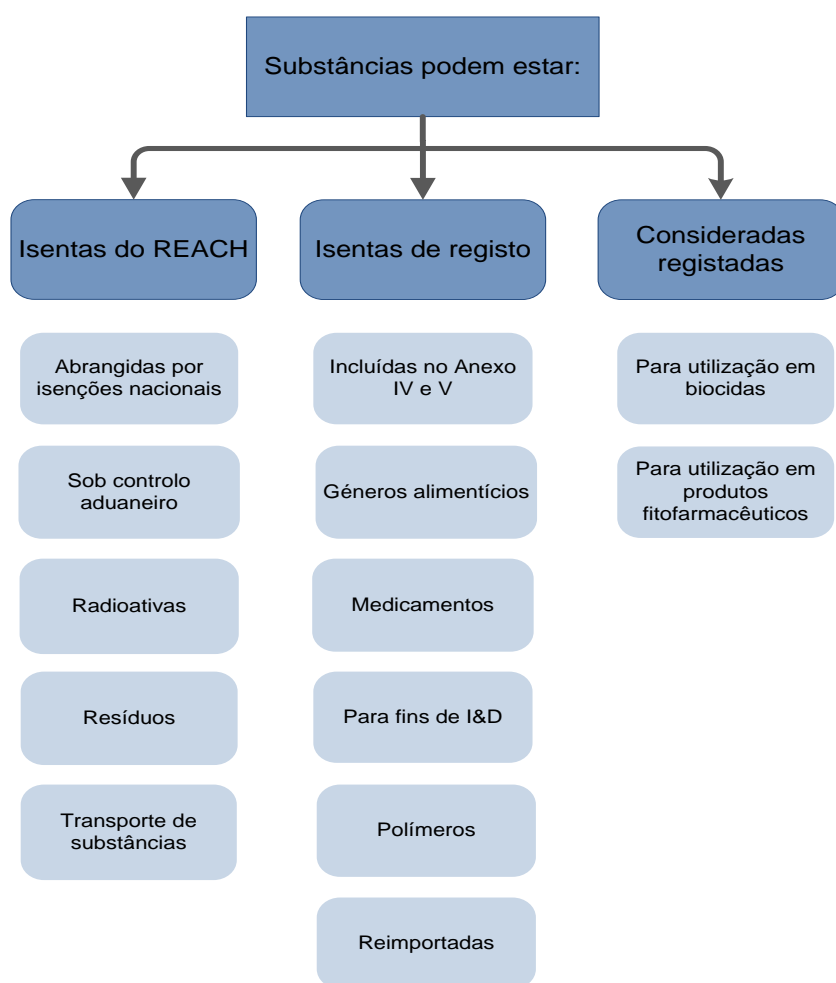 Substâncias podem estar:
Isentas do REACH
Isentas de registo
Consideradas
registadas
Abrangidas por
isenções nacionais
Sob controlo
aduaneiro
Radioativas
Resíduos
Transporte de
substâncias
Incluídas no Anexo
IV e V
Géneros alimentícios
Medicamentos
Para fins de I&D
Polímeros
Reimportadas
Para utilização em
biocidas
Para utilização em
produtos
fitofarmacêuticos